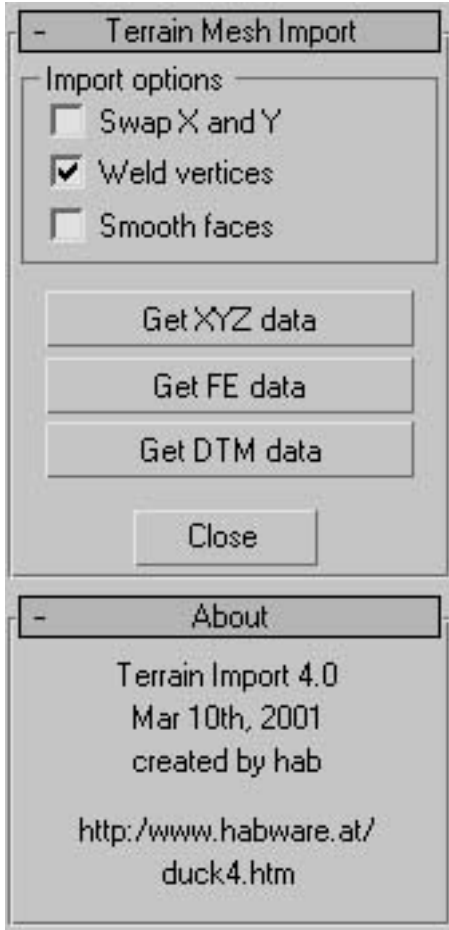 - Terrain Mesh Import
Import options
Swap X and Y
Weld vertices
Smooth faces
Get XYZ data
Get FE data
Get DTM data
Close
- About
Terrain Import 4.0
Mar 10th, 2001
created by hab
http:/www.habware.at/
duck4.htm